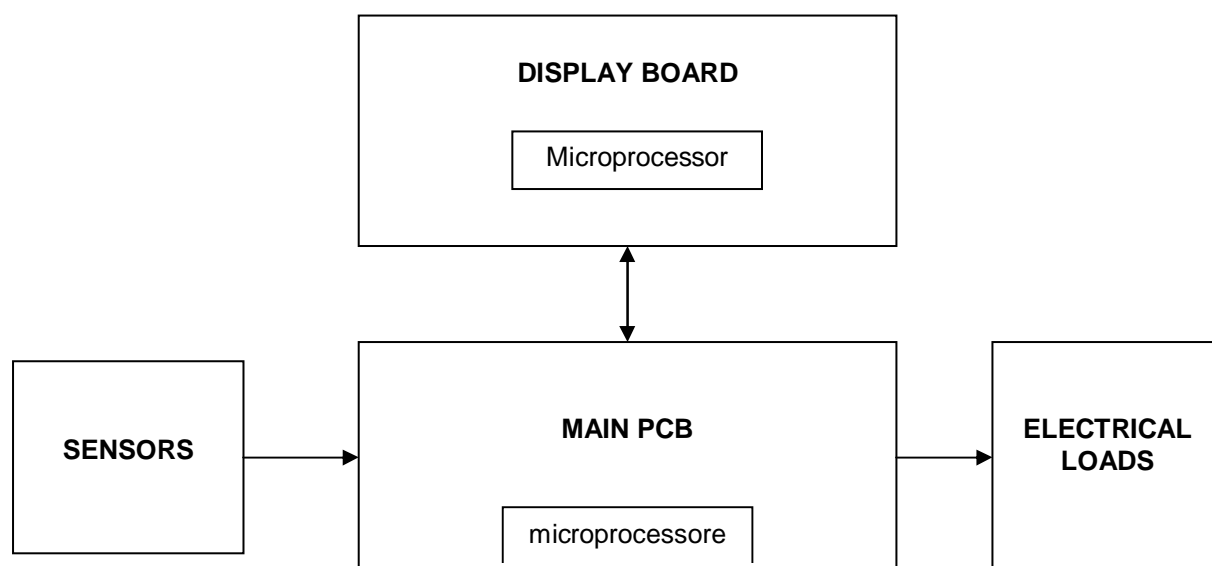 DISPLAY BOARD
Microprocessor
SENSORS
MAIN PCB
microprocessore
ELECTRICAL
LOADS